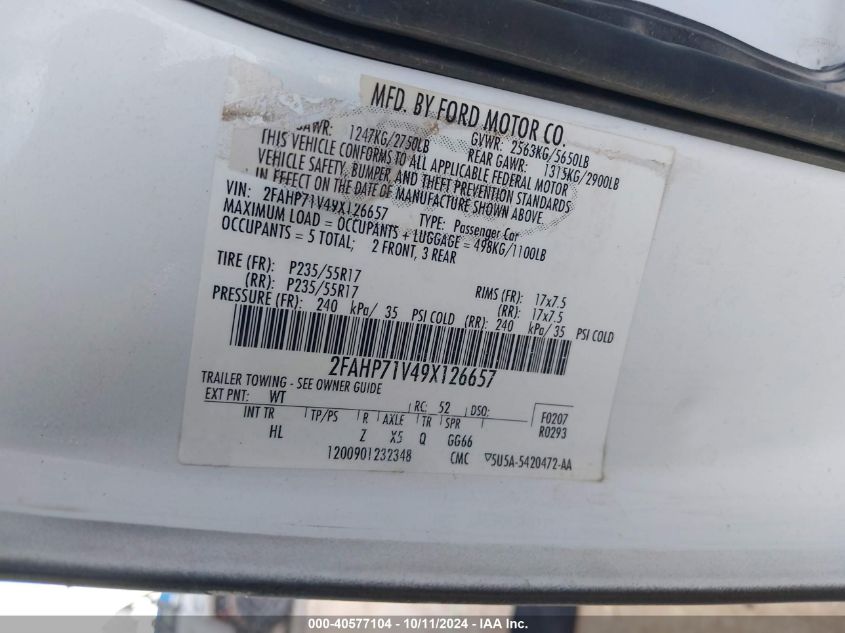 MFD. BY FORD MOTOR CO.
GAWR: 1247KG/2750LB GVWR: 2563KG/5650LB
REAR GAWR: 1315KG/2900LB
THIS VEHICLE CONFORMS TO ALL APPLICABLE FEDERAL MOTOR
VEHICLE SAFETY, BUMPER, AND THEFT PREVENTION STANDARDS
IN EFFECT ON THE DATE OF MANUFACTURE SHOWN ABOVE.
VIN: 2FAHP71V49X126657 TYPE: Passenger Car
MAXIMUM LOAD = OCCUPANTS + LUGGAGE = 498KG/1100LB
OCCUPANTS = 5 TOTAL; 2 FRONT, 3 REAR
TIRE (FR): P235/55R17 RIMS (FR): 17x7.5
(RR): P235/55R17 (RR): 17x7.5
PRESSURE (FR): 240 kPa/ 35 PSI COLD (RR): 240 kPa/ 35 PSI COLD
2FAHP71V49X126657
TRAILER TOWING - SEE OWNER GUIDE
EXT PNT: WT RC: 52 DSO: F0207
INT TR TP/PS R AXLE TR SPR R0293
HL Z X5 Q GG66
1200901232348 CMC ▽5U5A-5420472-AA
000-40577104 - 10/11/2024 - IAA Inc.